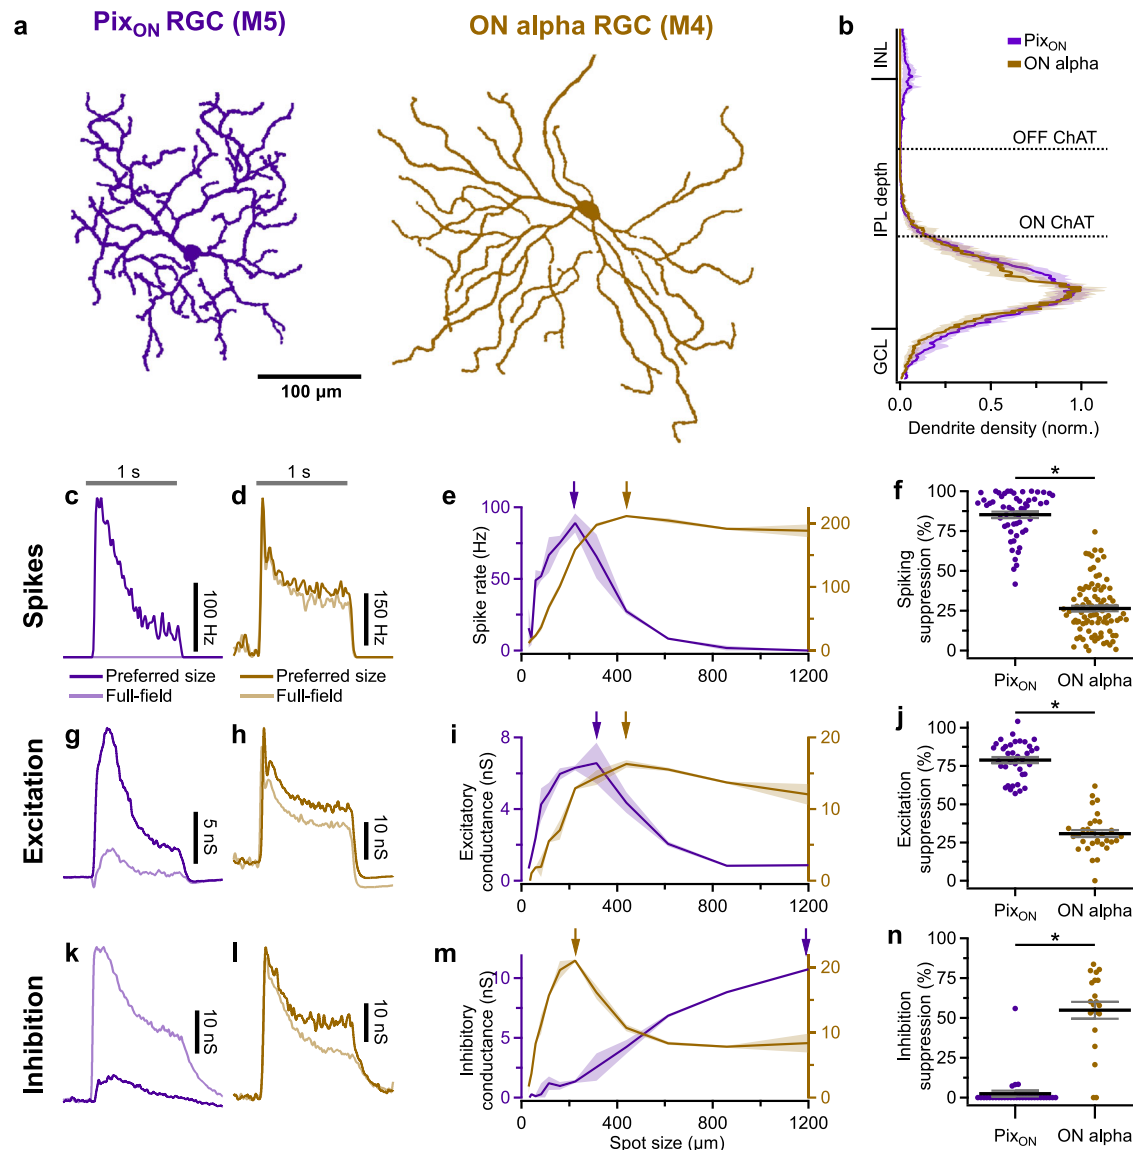 a
PixON RGC (M5)
ON alpha RGC (M4)
100 µm
b
PixON
ON alpha
INL
OFF ChAT
IPL depth
ON ChAT
GCL
0.0
0.5
1.0
Dendrite density (norm.)
Spikes
c
1 s
100 Hz
Preferred size
Full-field
d
1 s
150 Hz
Preferred size
Full-field
e
Spike rate (Hz)
100
50
0
200
100
0
0
400
800
1200
f
Spiking
suppression (%)
100
75
50
25
0
*
PixON
ON alpha
Excitation
g
5 nS
h
10 nS
i
Excitatory
conductance (nS)
8
4
0
20
10
0
0
400
800
1200
j
Excitation
suppression (%)
100
75
50
25
0
*
PixON
ON alpha
Inhibition
k
10 nS
l
10 nS
m
Inhibitory
conductance (nS)
10
5
0
20
10
0
0
400
800
1200
Spot size (µm)
n
Inhibition
suppression (%)
100
75
50
25
0
*
PixON
ON alpha